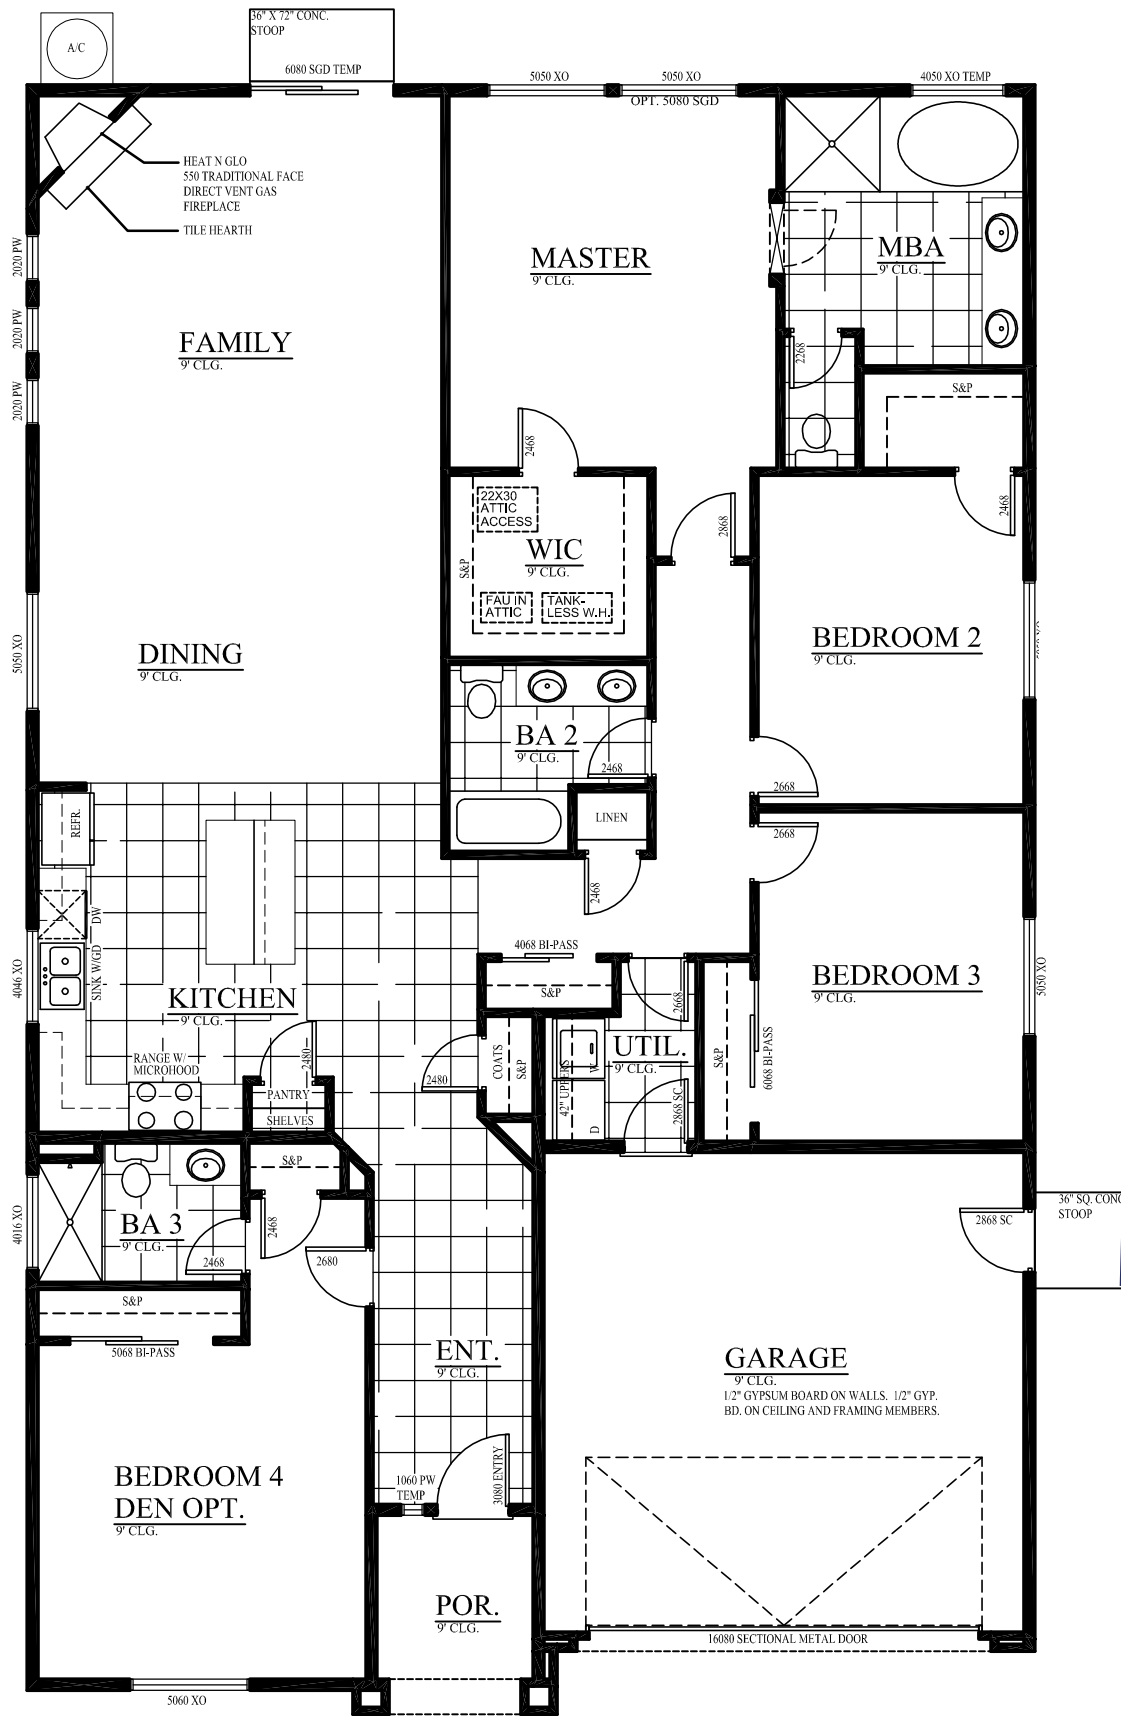 36" X 72" CONC.
STOOP
A/C
6080 SGD TEMP
5050 XO
5050 XO
4050 XO TEMP
OPT. 5080 SGD
HEAT N GLO
550 TRADITIONAL FACE
DIRECT VENT GAS
FIREPLACE
TILE HEARTH
2020 PW
2020 PW
2020 PW
MASTER
9' CLG.
MBA
9' CLG.
FAMILY
9' CLG.
2268
S&P
2468
22X30
ATTIC
ACCESS
2468
2868
WIC
9' CLG.
S&P
FAU IN
ATTIC
TANK-
LESS W.H.
BEDROOM 2
9' CLG.
5050 XO
DINING
9' CLG.
BA 2
9' CLG.
2468
2668
REFR.
LINEN
2668
2468
DW
SINK W/GD
4046 XO
4068 BI-PASS
S&P
KITCHEN
9' CLG.
BEDROOM 3
9' CLG.
5050 XO
2668
UTIL.
9' CLG.
S&P
6068 BI-PASS
RANGE W/
MICROHOOD
2480
2480
COATS
S&P
42" UPPERS
W
D
2868 SC
PANTRY
SHELVES
S&P
BA 3
9' CLG.
4016 XO
2468
2468
2680
36" SQ. CONC
STOOP
2868 SC
S&P
5068 BI-PASS
ENT.
9' CLG.
GARAGE
9' CLG.
1/2" GYPSUM BOARD ON WALLS. 1/2" GYP.
BD. ON CEILING AND FRAMING MEMBERS.
BEDROOM 4
DEN OPT.
9' CLG.
1060 PW
TEMP
3080 ENTRY
POR.
9' CLG.
16080 SECTIONAL METAL DOOR
5060 XO